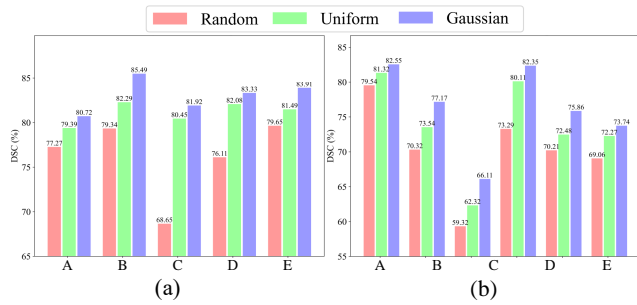 Random Uniform Gaussian
DSC (%)
85
80
75
70
65
77.27 79.39 80.72
79.34 82.29 85.49
68.65 80.45 81.92
76.11 82.08 83.33
79.65 81.49 83.91
A B C D E
(a)
DSC (%)
85
80
75
70
65
60
55
79.54 81.32 82.55
70.32 73.54 77.17
59.32 62.32 66.11
73.29 80.11 82.35
70.21 72.48 75.86
69.06 72.27 73.74
A B C D E
(b)